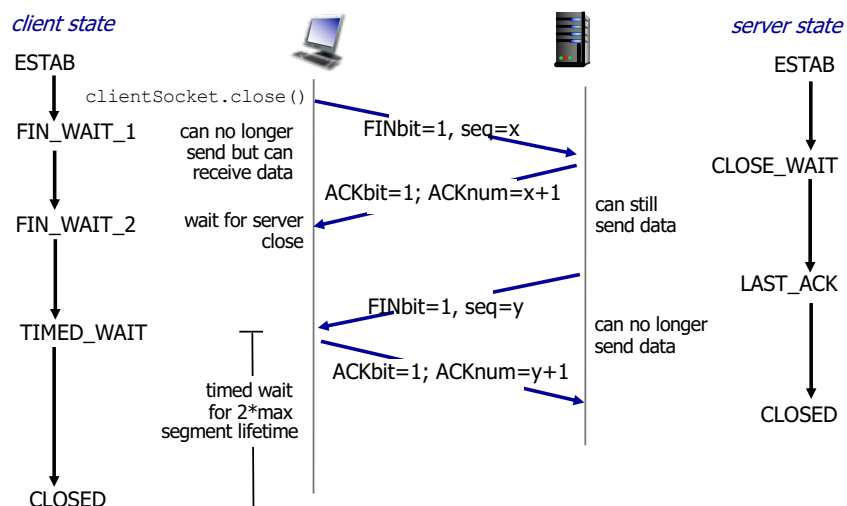 client state
server state
ESTAB
ESTAB
clientSocket.close()
FIN_WAIT_1
can no longer
send but can
receive data
FINbit=1, seq=x
CLOSE_WAIT
ACKbit=1; ACKnum=x+1
can still
send data
FIN_WAIT_2
wait for server
close
LAST_ACK
FINbit=1, seq=y
can no longer
send data
TIMED_WAIT
ACKbit=1; ACKnum=y+1
timed wait
for 2*max
segment lifetime
CLOSED
CLOSED